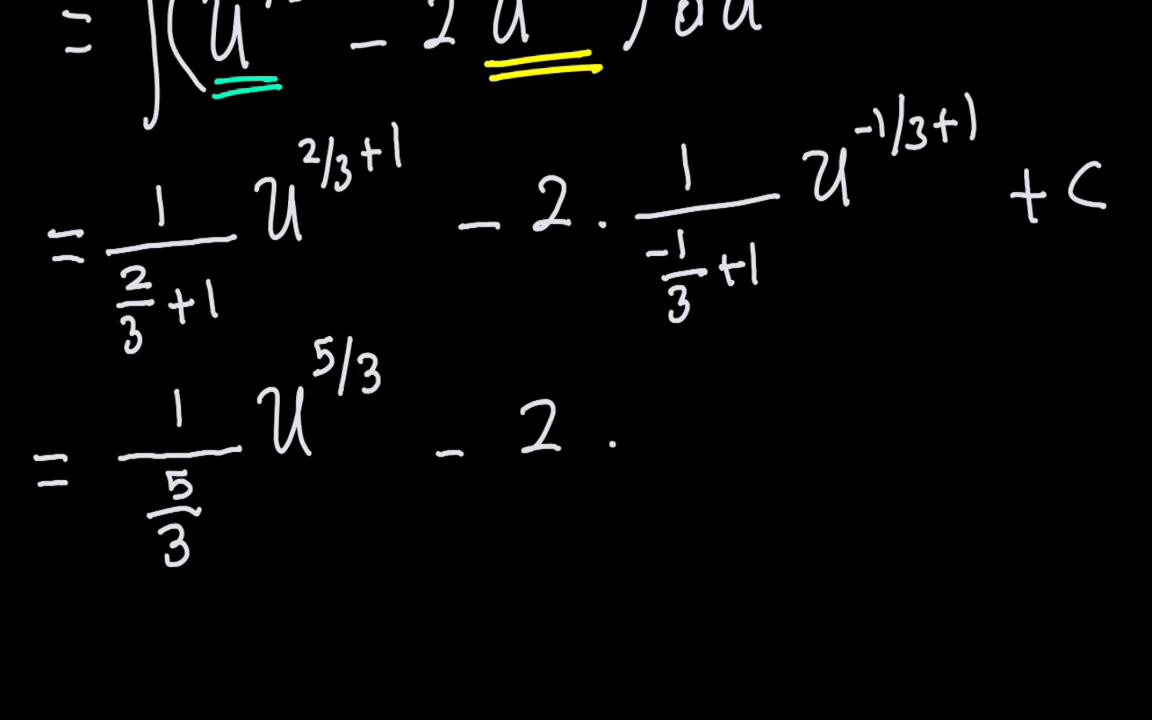 = ∫(u - 2 u ) du
= 1/(2/3 + 1) u^(2/3+1) - 2 · 1/(-1/3 + 1) u^(-1/3+1) + C
= 1/(5/3) u^(5/3) - 2 ·